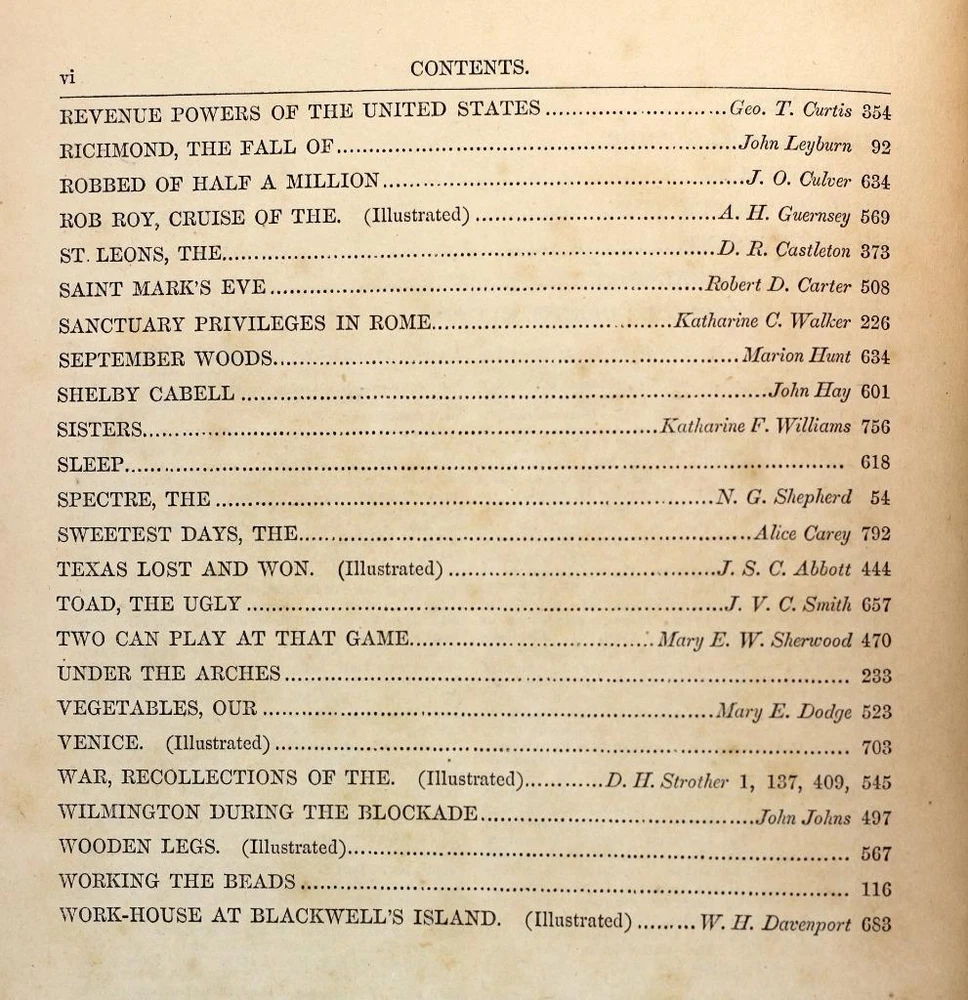 vi
CONTENTS.
REVENUE POWERS OF THE UNITED STATES........................Geo. T. Curtis 354
RICHMOND, THE FALL OF........................John Leyburn 92
ROBBED OF HALF A MILLION........................J. O. Culver 634
ROB ROY, CRUISE OF THE. (Illustrated)........................A. H. Guernsey 569
ST. LEONS, THE........................D. R. Castleton 373
SAINT MARK'S EVE........................Robert D. Carter 508
SANCTUARY PRIVILEGES IN ROME........................Katharine C. Walker 226
SEPTEMBER WOODS........................Marion Hunt 634
SHELBY CABELL........................John Hay 601
SISTERS........................Katharine F. Williams 756
SLEEP........................ 618
SPECTRE, THE........................N. G. Shepherd 54
SWEETEST DAYS, THE........................Alice Carey 792
TEXAS LOST AND WON. (Illustrated)........................J. S. C. Abbott 444
TOAD, THE UGLY........................J. V. C. Smith 657
TWO CAN PLAY AT THAT GAME........................Mary E. W. Sherwood 470
UNDER THE ARCHES........................ 233
VEGETABLES, OUR........................Mary E. Dodge 523
VENICE. (Illustrated)........................ 703
WAR, RECOLLECTIONS OF THE. (Illustrated)............D. H. Strother 1, 137, 409, 545
WILMINGTON DURING THE BLOCKADE........................John Johns 497
WOODEN LEGS. (Illustrated)........................ 567
WORKING THE BEADS........................ 116
WORK-HOUSE AT BLACKWELL'S ISLAND. (Illustrated).........W. H. Davenport 683